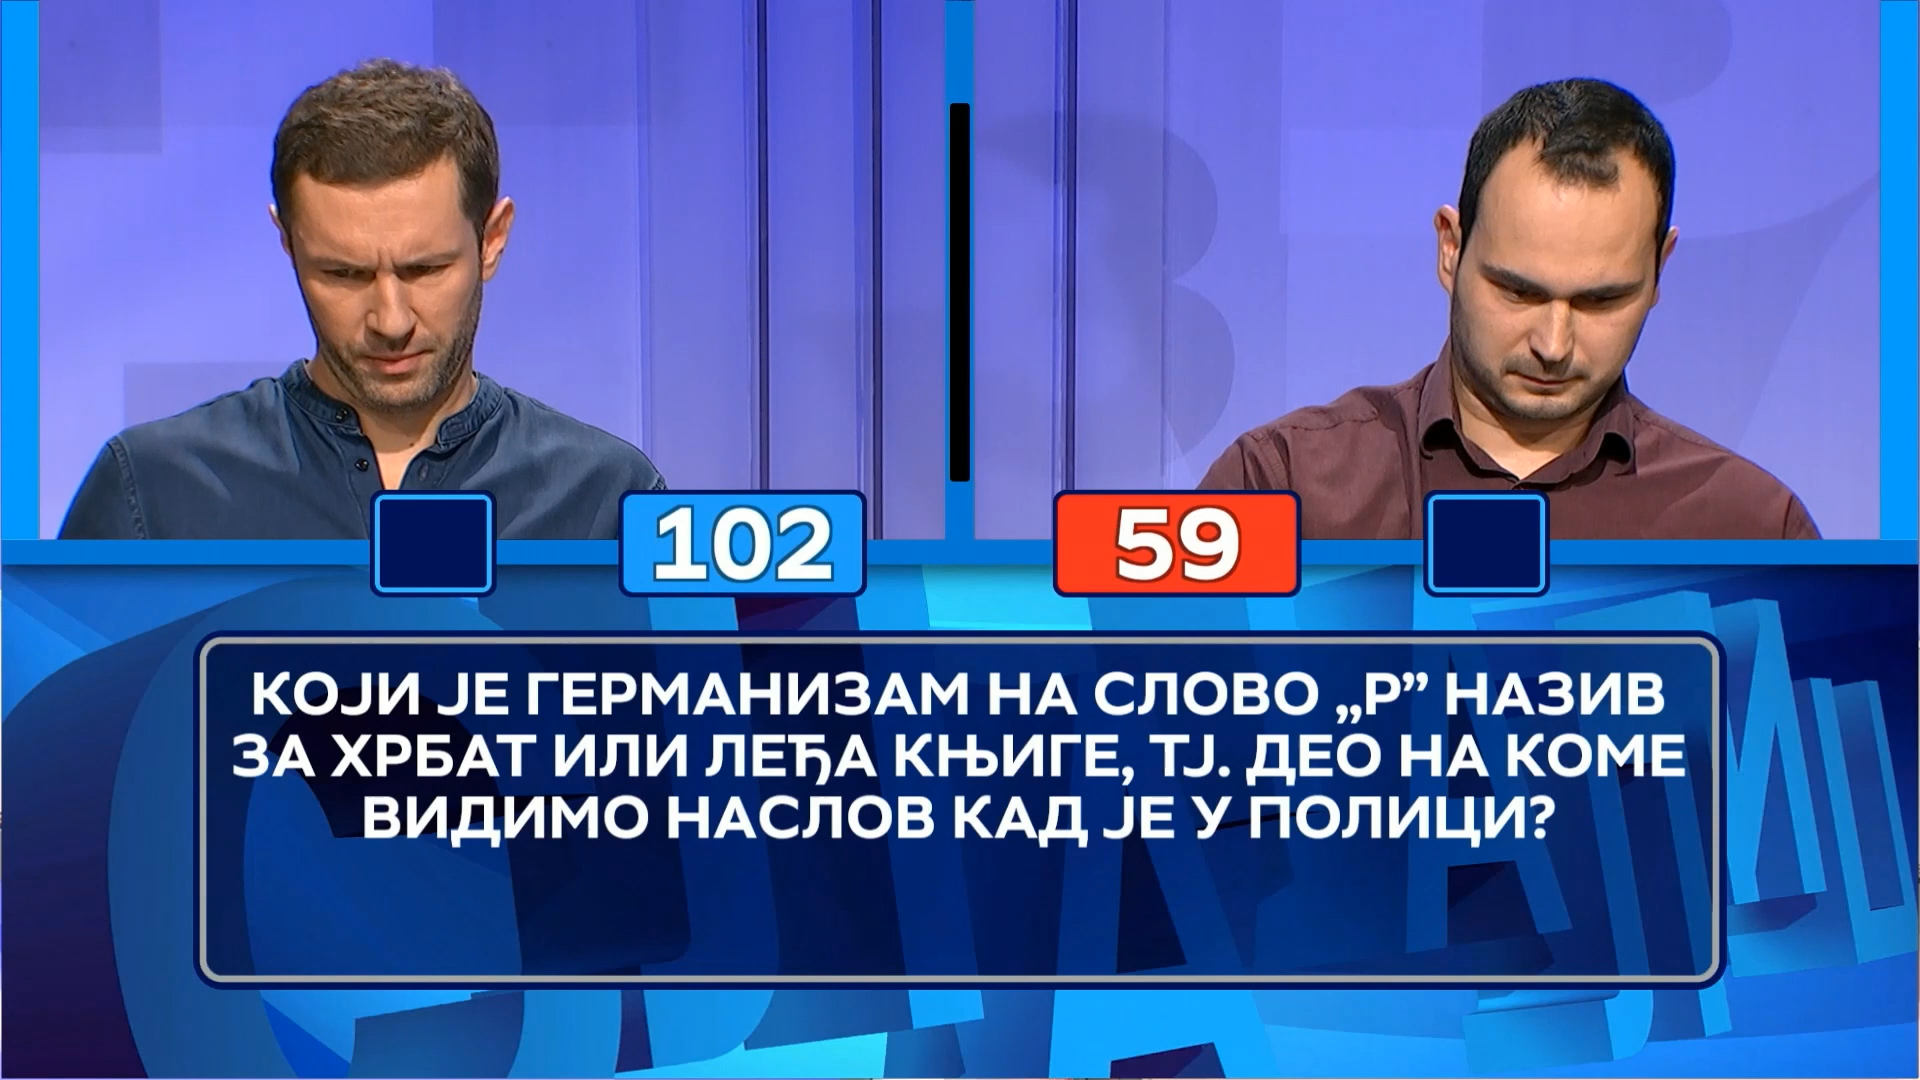 102 59
КОЈИ ЈЕ ГЕРМАНИЗАМ НА СЛОВО „Р” НАЗИВ
ЗА ХРБАТ ИЛИ ЛЕЂА КЊИГЕ, ТЈ. ДЕО НА КОМЕ
ВИДИМО НАСЛОВ КАД ЈЕ У ПОЛИЦИ?